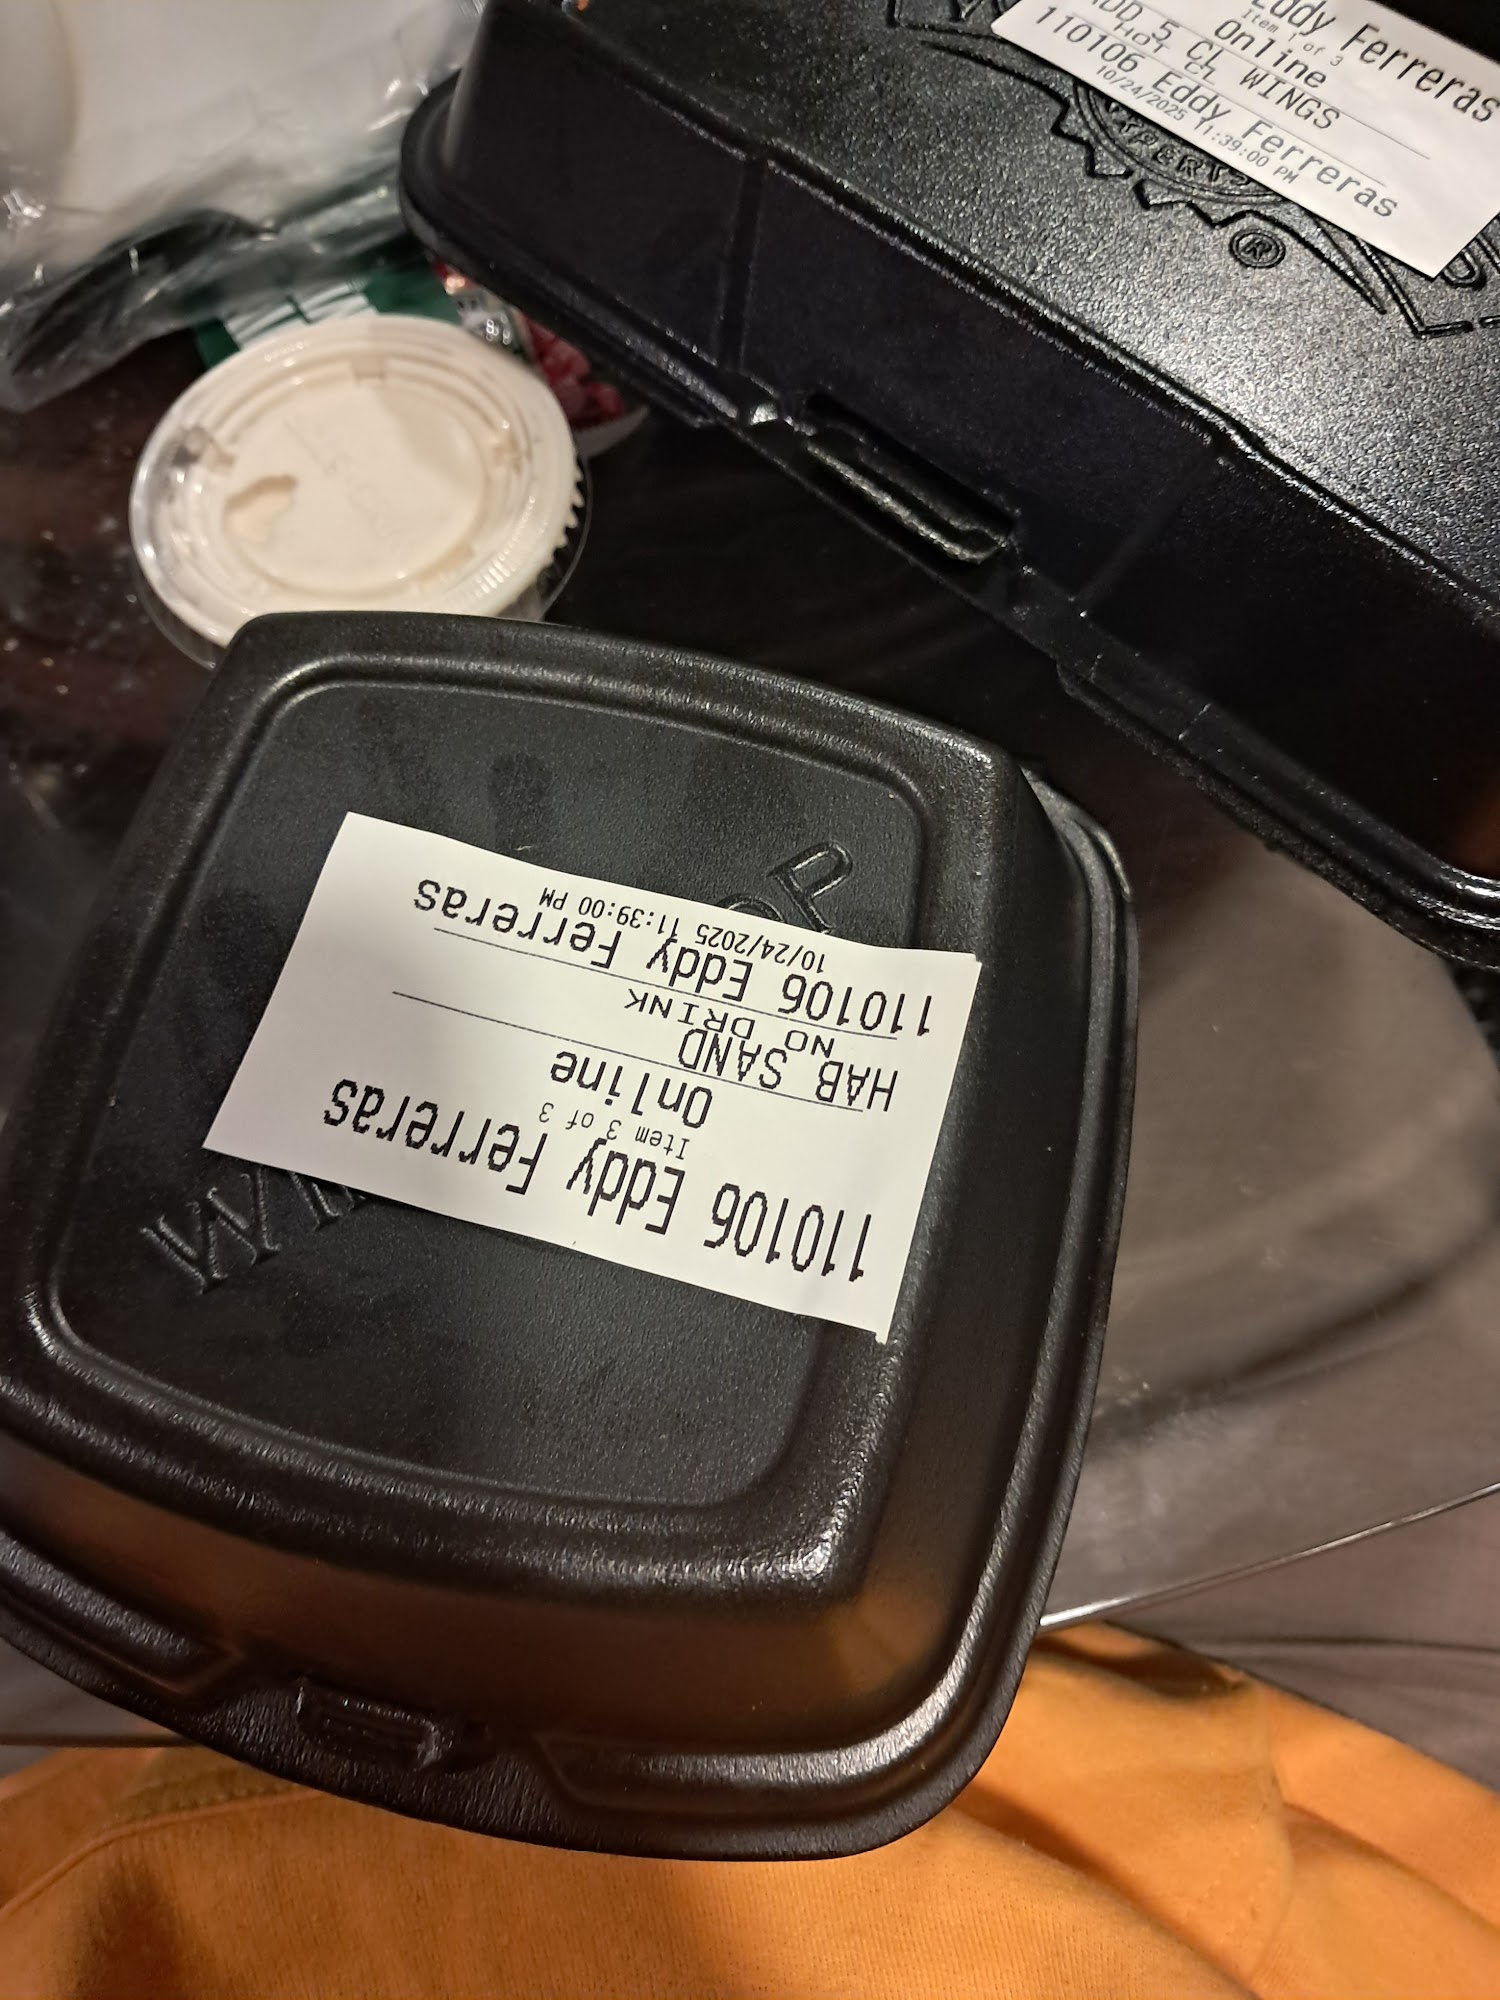 Eddy Ferreras
Item 1 of 3
Online
ADD 5 CL WINGS
HOT CL
110106 Eddy Ferreras
10/24/2025 11:39:00 PM
PERTS
®
110106 Eddy Ferreras
Item 3 of 3
Online
HAB SAND
NO DRINK
110106 Eddy Ferreras
10/24/2025 11:39:00 PM